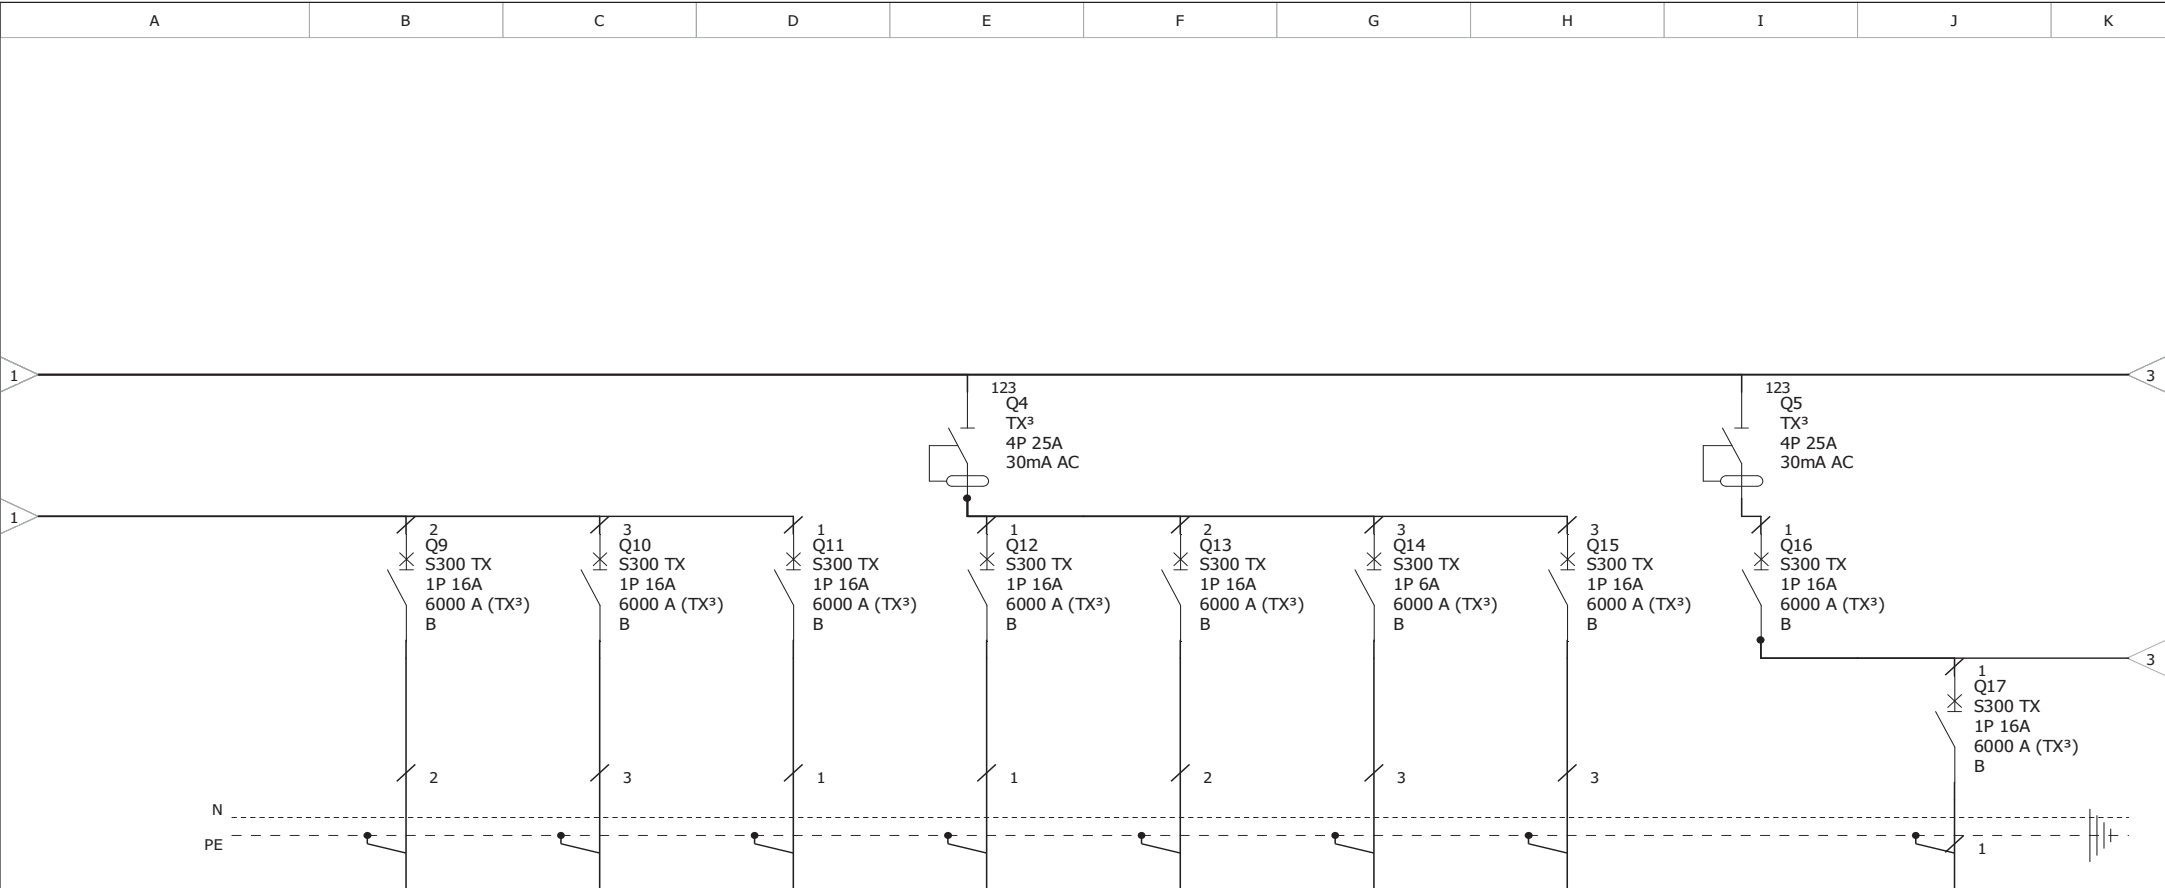 A B C D E F G H I J K
1
3
123
Q4
TX³
4P 25A
30mA AC
123
Q5
TX³
4P 25A
30mA AC
1
2
Q9
S300 TX
1P 16A
6000 A (TX³)
B
3
Q10
S300 TX
1P 16A
6000 A (TX³)
B
1
Q11
S300 TX
1P 16A
6000 A (TX³)
B
1
Q12
S300 TX
1P 16A
6000 A (TX³)
B
2
Q13
S300 TX
1P 16A
6000 A (TX³)
B
3
Q14
S300 TX
1P 6A
6000 A (TX³)
B
3
Q15
S300 TX
1P 16A
6000 A (TX³)
B
1
Q16
S300 TX
1P 16A
6000 A (TX³)
B
3
1
Q17
S300 TX
1P 16A
6000 A (TX³)
B
2 3 1 1 2 3 3
N
PE
1